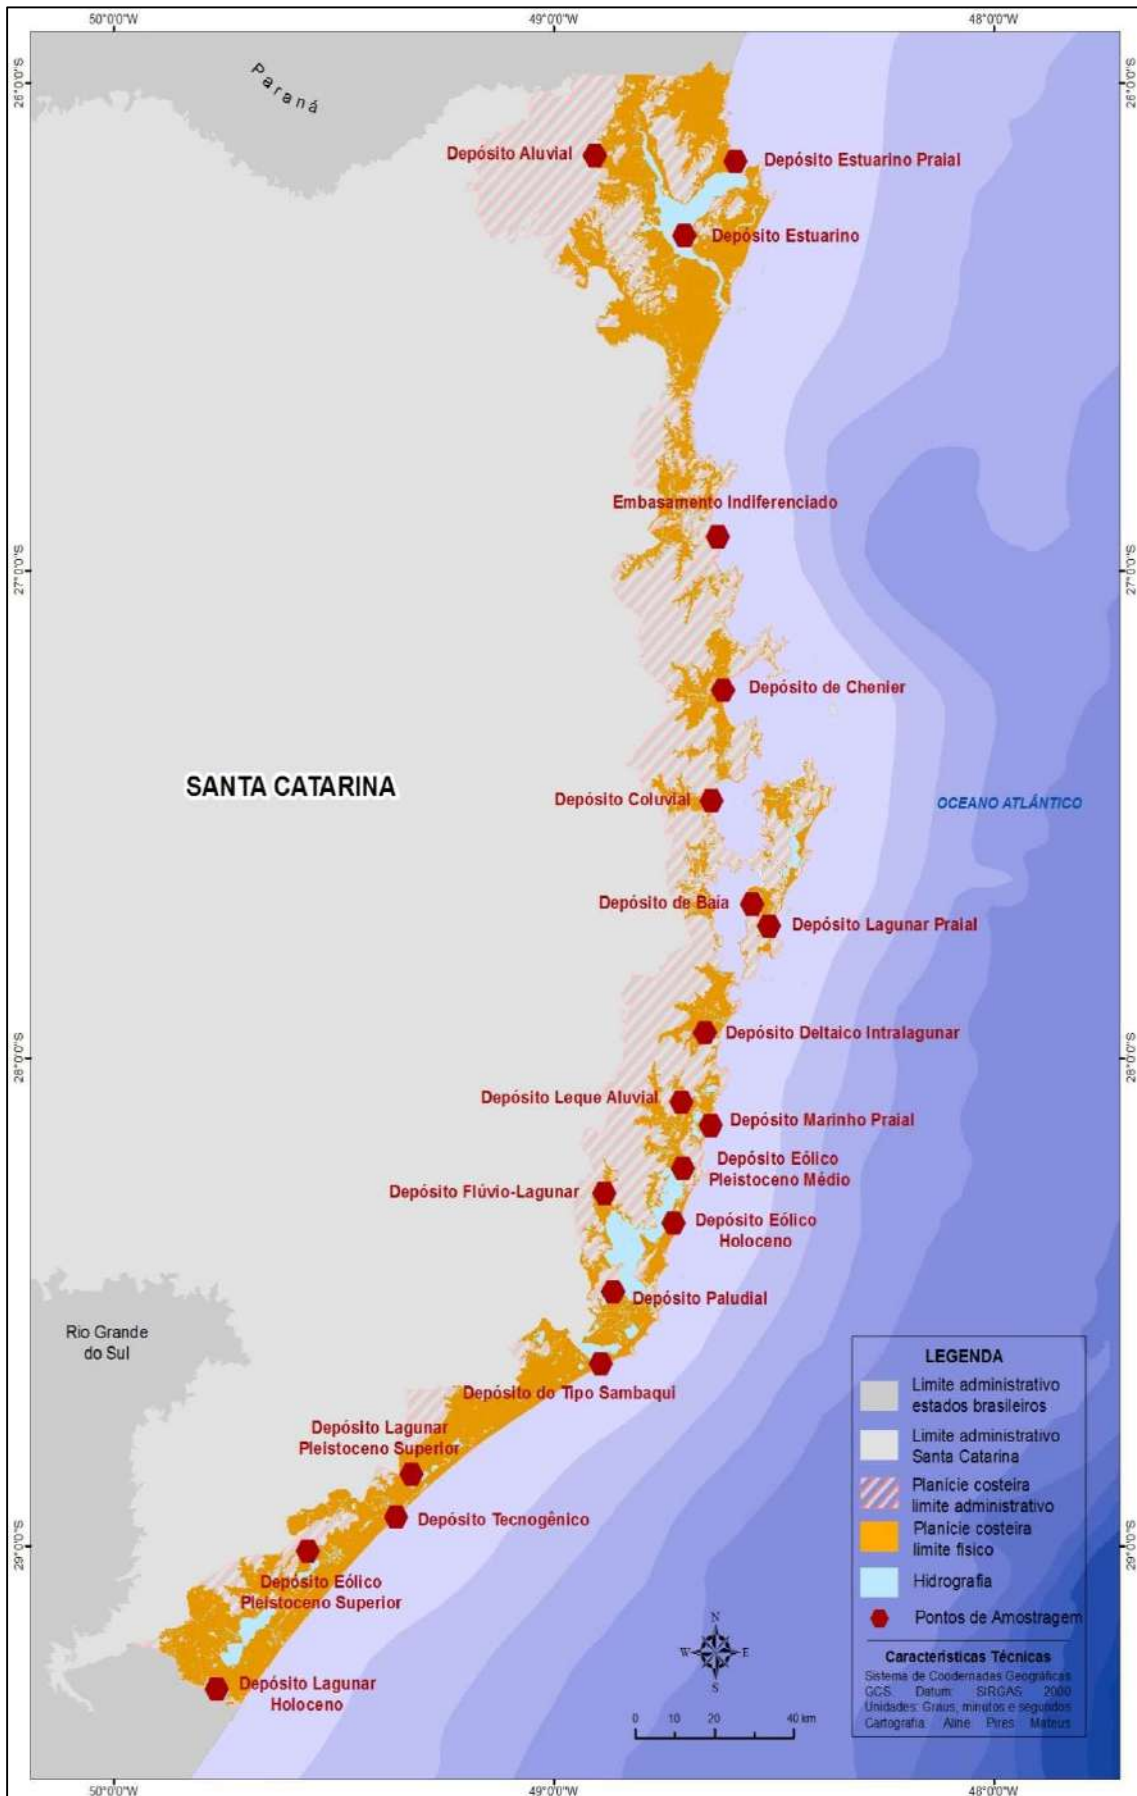 50°0'0"W
49°0'0"W
48°0'0"W
26°0'0"S
26°0'0"S
Paraná
Depósito Aluvial
Depósito Estuarino Praial
Depósito Estuarino
Embasamento Indiferenciado
27°0'0"S
27°0'0"S
Depósito de Chenier
SANTA CATARINA
Depósito Coluvial
OCEANO ATLÂNTICO
Depósito de Baía
Depósito Lagunar Praial
Depósito Deltaico Intralagunar
28°0'0"S
28°0'0"S
Depósito Leque Aluvial
Depósito Marinho Praial
Depósito Eólico
Pleistoceno Médio
Depósito Flúvio-Lagunar
Depósito Eólico
Holoceno
Depósito Paludial
Rio Grande
do Sul
Depósito do Tipo Sambaqui
Depósito Lagunar
Pleistoceno Superior
Depósito Tecnogênico
29°0'0"S
29°0'0"S
Depósito Eólico
Pleistoceno Superior
Depósito Lagunar
Holoceno
N
W E
S
0 10 20 40 km
LEGENDA
Limite administrativo
estados brasileiros
Limite administrativo
Santa Catarina
Planície costeira
limite administrativo
Planície costeira
limite físico
Hidrografia
Pontos de Amostragem
Características Técnicas
Sistema de Coodernadas Geográficas
GCS. Datum: SIRGAS 2000
Unidades: Graus, minutos e segundos
Cartografia: Aline Pires Mateus
50°0'0"W
49°0'0"W
48°0'0"W